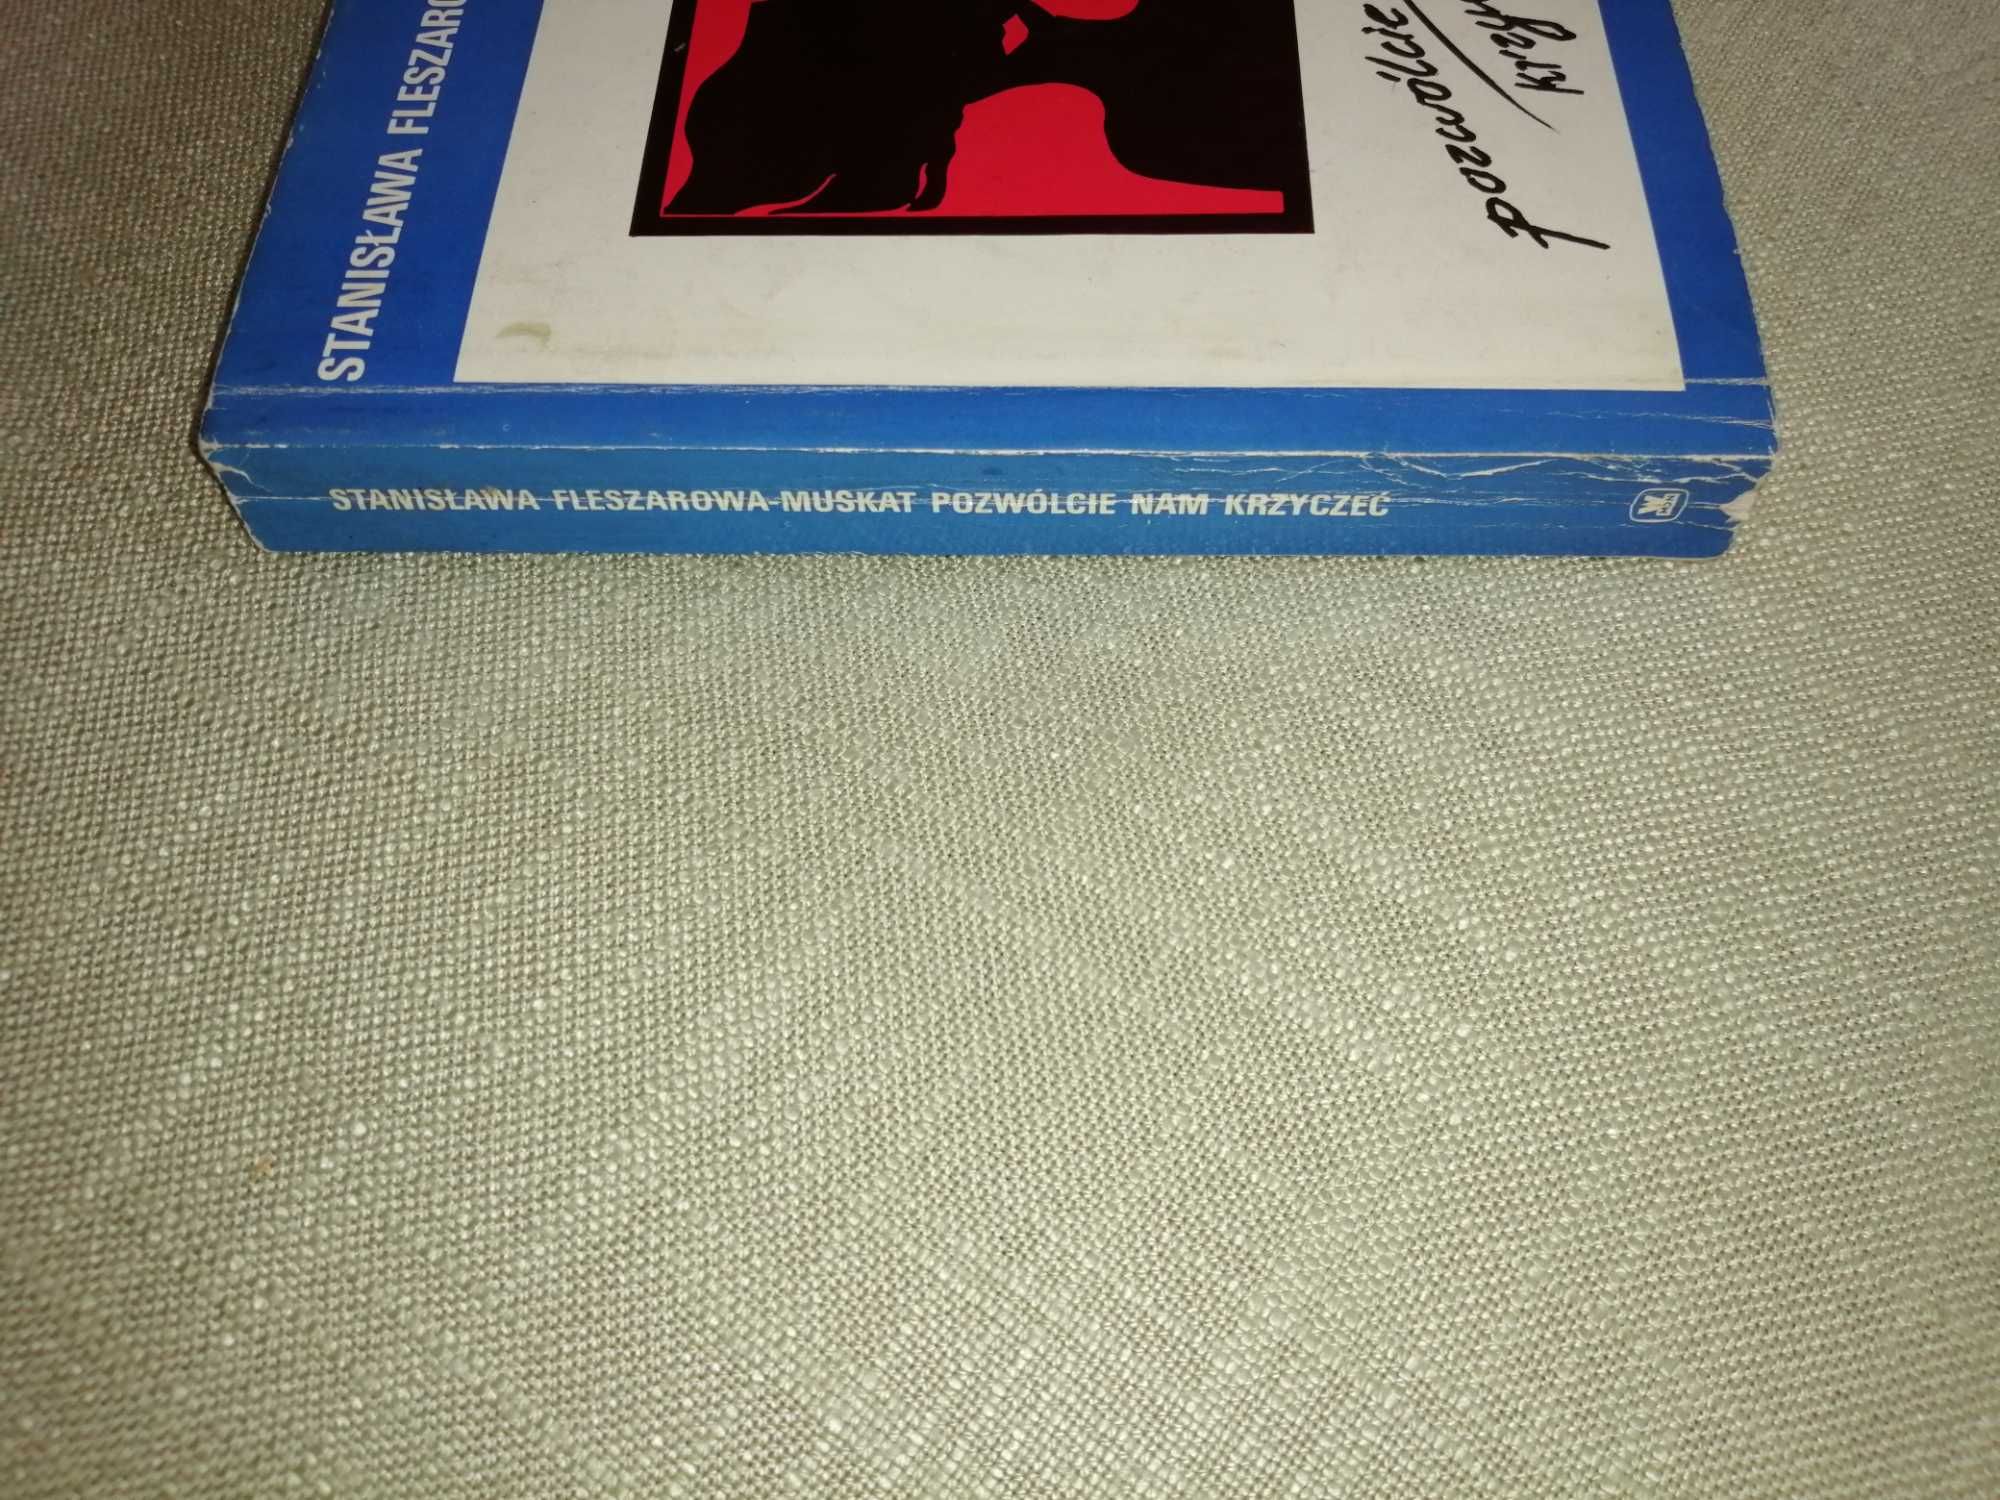 STANISŁAWA FLESZARO
pozwólcie
STANISŁAWA FLESZAROWA-MUSKAT POZWÓLCIE NAM KRZYCZEĆ